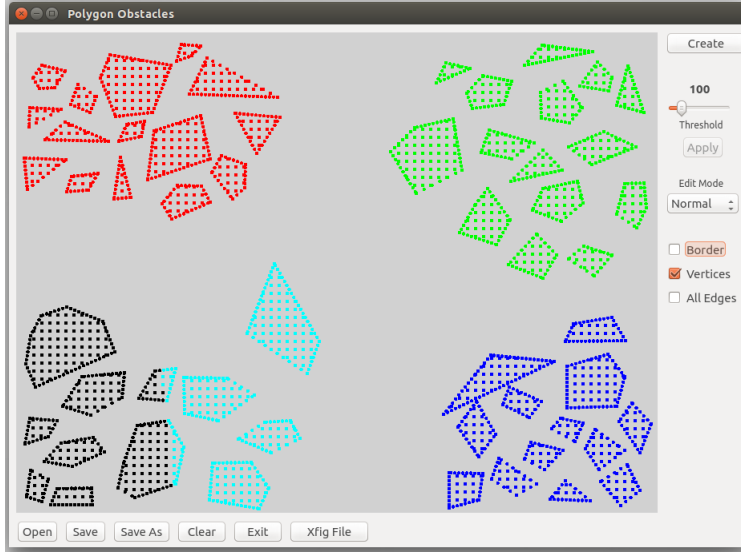 Polygon Obstacles
Create
100
Threshold
Apply
Edit Mode
Normal
Border
Vertices
All Edges
Open Save Save As Clear Exit Xfig File